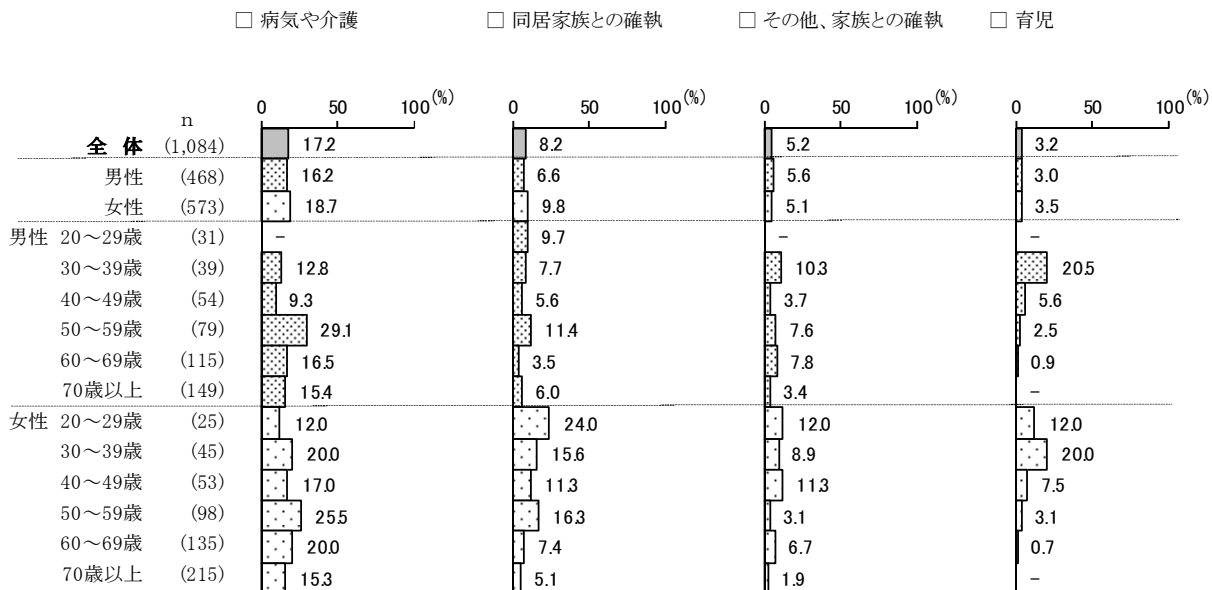 □ 病気や介護 □ 同居家族との確執 □ その他、家族との確執 □ 育児
0 50 100 (%) 0 50 100 (%) 0 50 100 (%) 0 50 100 (%)
n
全 体 (1,084) 17.2 8.2 5.2 3.2
男性 (468) 16.2 6.6 5.6 3.0
女性 (573) 18.7 9.8 5.1 3.5
男性 20～29歳 (31) － 9.7 － －
30～39歳 (39) 12.8 7.7 10.3 20.5
40～49歳 (54) 9.3 5.6 3.7 5.6
50～59歳 (79) 29.1 11.4 7.6 2.5
60～69歳 (115) 16.5 3.5 7.8 0.9
70歳以上 (149) 15.4 6.0 3.4 －
女性 20～29歳 (25) 12.0 24.0 12.0 12.0
30～39歳 (45) 20.0 15.6 8.9 20.0
40～49歳 (53) 17.0 11.3 11.3 7.5
50～59歳 (98) 25.5 16.3 3.1 3.1
60～69歳 (135) 20.0 7.4 6.7 0.7
70歳以上 (215) 15.3 5.1 1.9 －